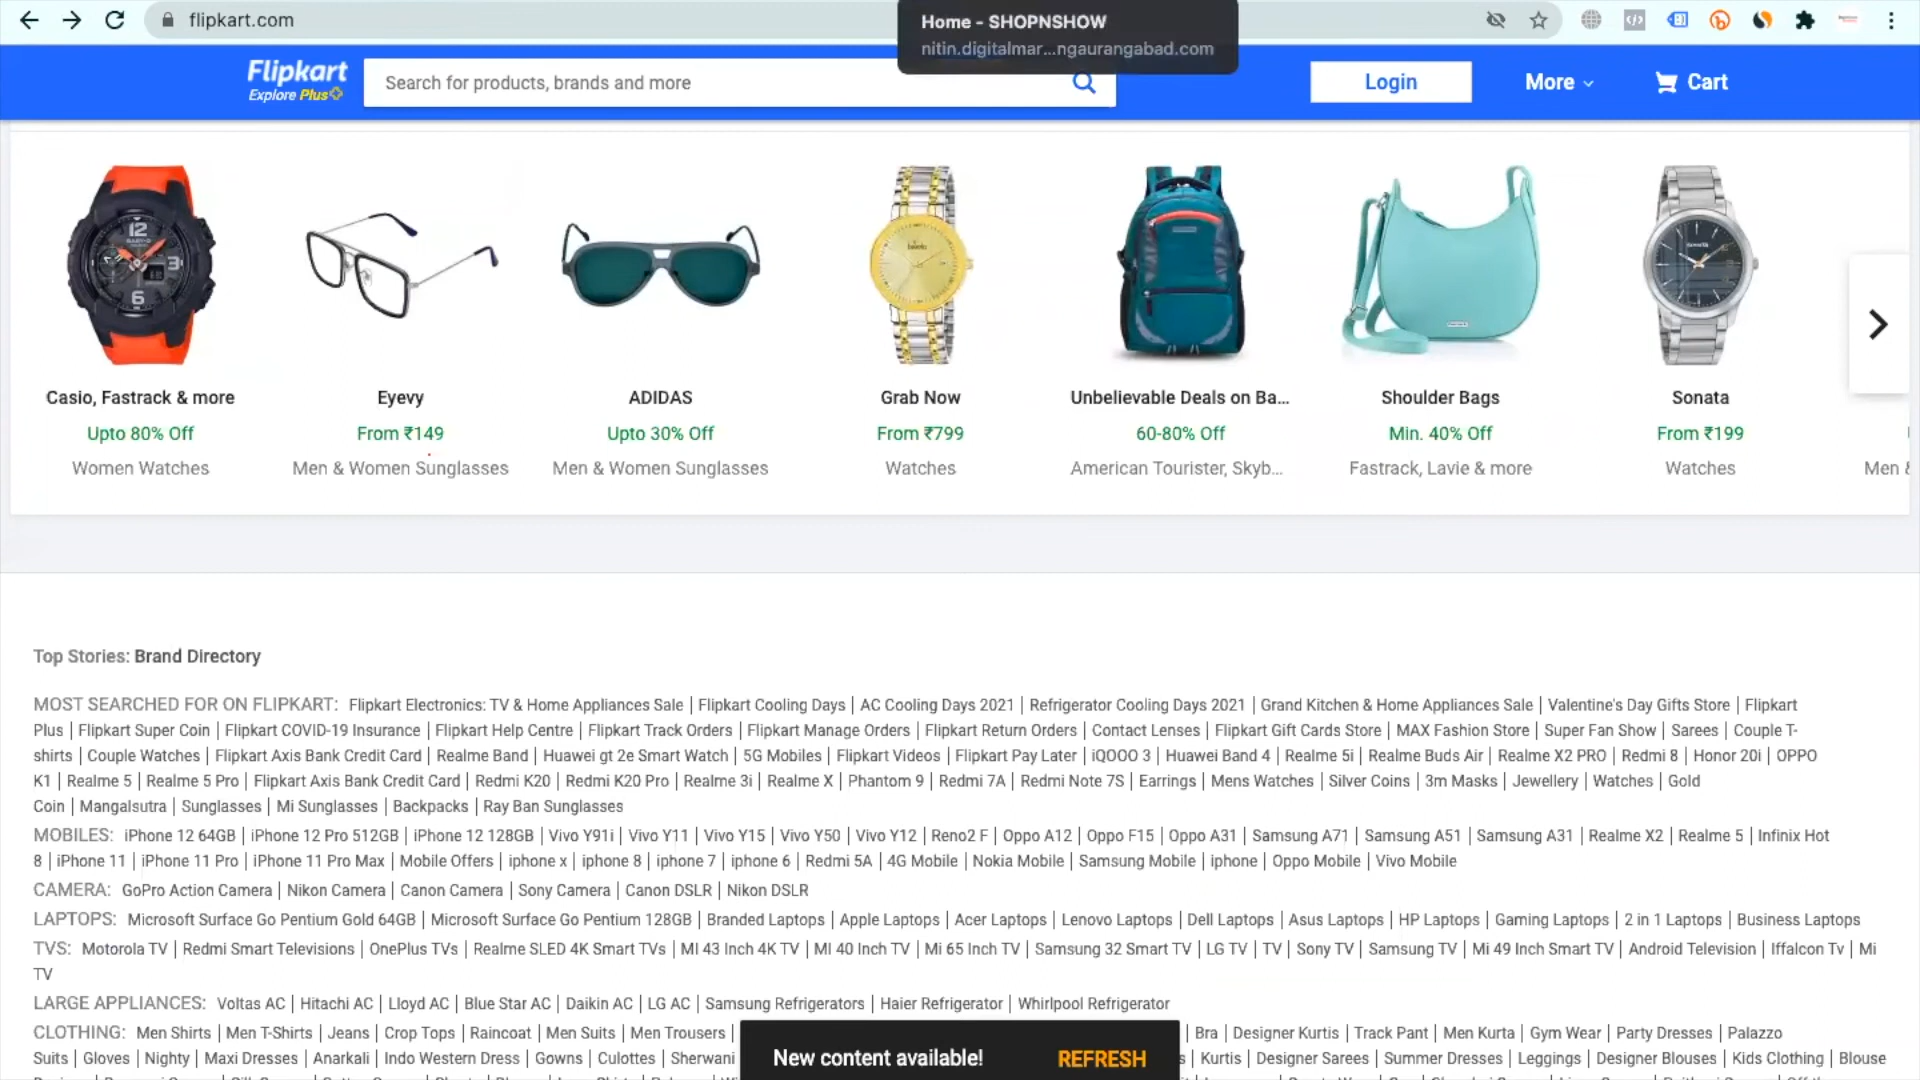 flipkart.com
Home - SHOPNSHOW
nitin.digitalmar...ngaurangabad.com
Flipkart
Explore Plus
Search for products, brands and more
Login
More
Cart
Casio, Fastrack & more
Upto 80% Off
Women Watches
Eyevy
From ₹149
Men & Women Sunglasses
ADIDAS
Upto 30% Off
Men & Women Sunglasses
Grab Now
From ₹799
Watches
Unbelievable Deals on Ba...
60-80% Off
American Tourister, Skyb...
Shoulder Bags
Min. 40% Off
Fastrack, Lavie & more
Sonata
From ₹199
Watches
Men &
Top Stories: Brand Directory
MOST SEARCHED FOR ON FLIPKART: Flipkart Electronics: TV & Home Appliances Sale | Flipkart Cooling Days | AC Cooling Days 2021 | Refrigerator Cooling Days 2021 | Grand Kitchen & Home Appliances Sale | Valentine's Day Gifts Store | Flipkart
Plus | Flipkart Super Coin | Flipkart COVID-19 Insurance | Flipkart Help Centre | Flipkart Track Orders | Flipkart Manage Orders | Flipkart Return Orders | Contact Lenses | Flipkart Gift Cards Store | MAX Fashion Store | Super Fan Show | Sarees | Couple T-
shirts | Couple Watches | Flipkart Axis Bank Credit Card | Realme Band | Huawei gt 2e Smart Watch | 5G Mobiles | Flipkart Videos | Flipkart Pay Later | iQOOO 3 | Huawei Band 4 | Realme 5i | Realme Buds Air | Realme X2 PRO | Redmi 8 | Honor 20i | OPPO
K1 | Realme 5 | Realme 5 Pro | Flipkart Axis Bank Credit Card | Redmi K20 | Redmi K20 Pro | Realme 3i | Realme X | Phantom 9 | Redmi 7A | Redmi Note 7S | Earrings | Mens Watches | Silver Coins | 3m Masks | Jewellery | Watches | Gold
Coin | Mangalsutra | Sunglasses | Mi Sunglasses | Backpacks | Ray Ban Sunglasses
MOBILES: iPhone 12 64GB | iPhone 12 Pro 512GB | iPhone 12 128GB | Vivo Y91i | Vivo Y11 | Vivo Y15 | Vivo Y50 | Vivo Y12 | Reno2 F | Oppo A12 | Oppo F15 | Oppo A31 | Samsung A71 | Samsung A51 | Samsung A31 | Realme X2 | Realme 5 | Infinix Hot
8 | iPhone 11 | iPhone 11 Pro | iPhone 11 Pro Max | Mobile Offers | iphone x | iphone 8 | iphone 7 | iphone 6 | Redmi 5A | 4G Mobile | Nokia Mobile | Samsung Mobile | iphone | Oppo Mobile | Vivo Mobile
CAMERA: GoPro Action Camera | Nikon Camera | Canon Camera | Sony Camera | Canon DSLR | Nikon DSLR
LAPTOPS: Microsoft Surface Go Pentium Gold 64GB | Microsoft Surface Go Pentium 128GB | Branded Laptops | Apple Laptops | Acer Laptops | Lenovo Laptops | Dell Laptops | Asus Laptops | HP Laptops | Gaming Laptops | 2 in 1 Laptops | Business Laptops
TVS: Motorola TV | Redmi Smart Televisions | OnePlus TVs | Realme SLED 4K Smart TVs | MI 43 Inch 4K TV | MI 40 Inch TV | Mi 65 Inch TV | Samsung 32 Smart TV | LG TV | TV | Sony TV | Samsung TV | Mi 49 Inch Smart TV | Android Television | Iffalcon Tv | Mi
TV
LARGE APPLIANCES: Voltas AC | Hitachi AC | Lloyd AC | Blue Star AC | Daikin AC | LG AC | Samsung Refrigerators | Haier Refrigerator | Whirlpool Refrigerator
CLOTHING: Men Shirts | Men T-Shirts | Jeans | Crop Tops | Raincoat | Men Suits | Men Trousers | | Bra | Designer Kurtis | Track Pant | Men Kurta | Gym Wear | Party Dresses | Palazzo
Suits | Gloves | Nighty | Maxi Dresses | Anarkali | Indo Western Dress | Gowns | Culottes | Sherwani s | Kurtis | Designer Sarees | Summer Dresses | Leggings | Designer Blouses | Kids Clothing | Blouse
New content available! REFRESH